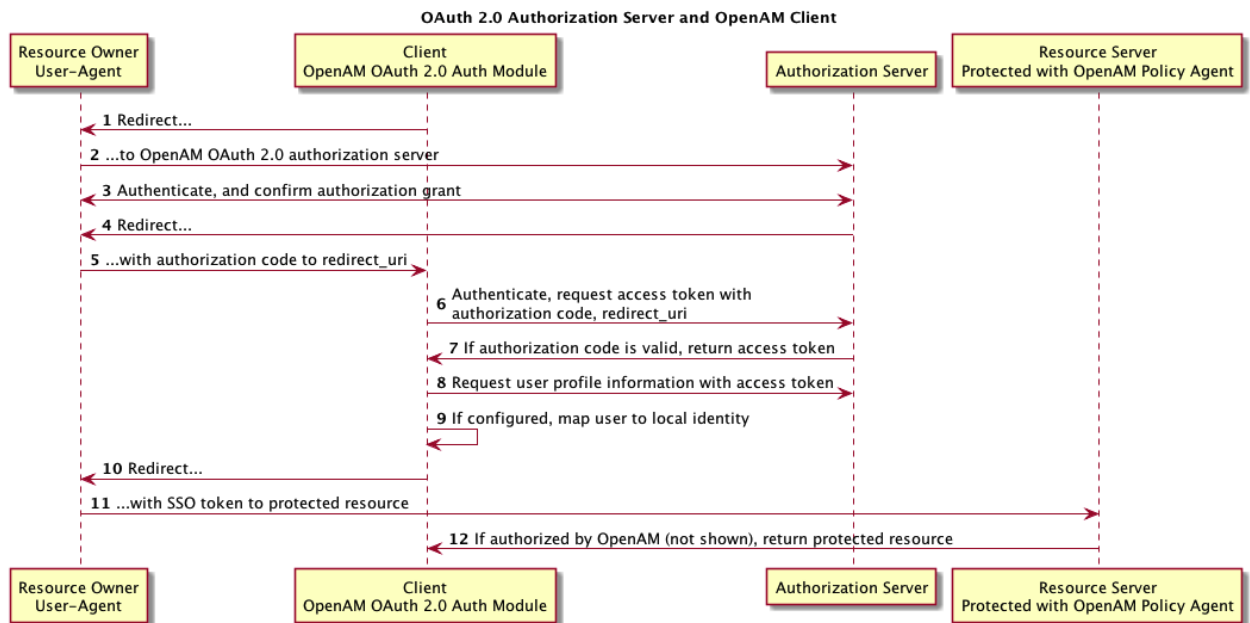 OAuth 2.0 Authorization Server and OpenAM Client
Resource Owner
User-Agent
Client
OpenAM OAuth 2.0 Auth Module
Authorization Server
Resource Server
Protected with OpenAM Policy Agent
1 Redirect...
2 ...to OpenAM OAuth 2.0 authorization server
3 Authenticate, and confirm authorization grant
4 Redirect...
5 ...with authorization code to redirect_uri
6 Authenticate, request access token with
authorization code, redirect_uri
7 If authorization code is valid, return access token
8 Request user profile information with access token
9 If configured, map user to local identity
10 Redirect...
11 ...with SSO token to protected resource
12 If authorized by OpenAM (not shown), return protected resource
Resource Owner
User-Agent
Client
OpenAM OAuth 2.0 Auth Module
Authorization Server
Resource Server
Protected with OpenAM Policy Agent